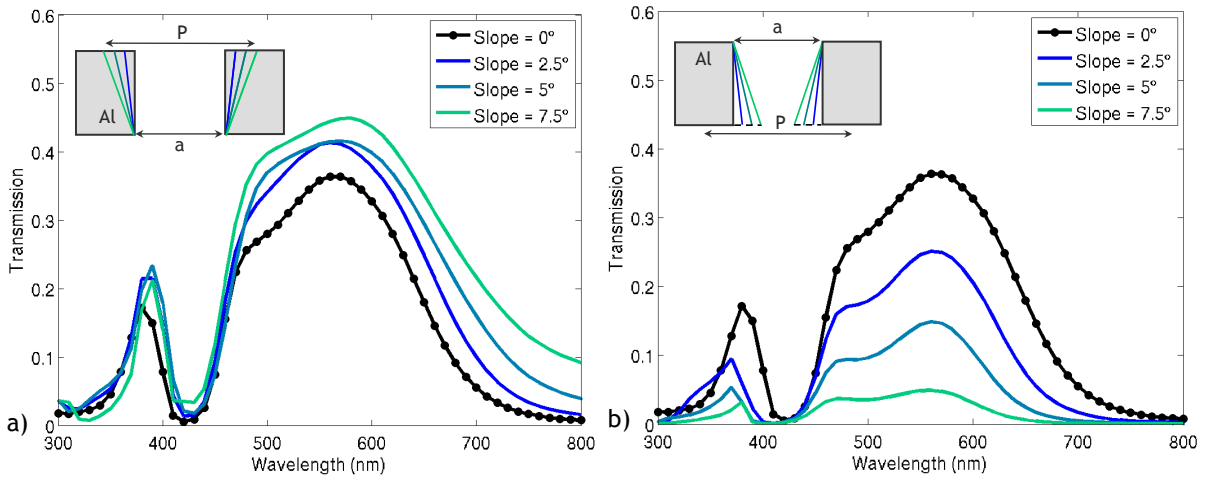 0.6
0.5
0.4
0.3
0.2
0.1
0
Transmission
300 400 500 600 700 800
Wavelength (nm)
a)
P
Al
a
Slope = 0º
Slope = 2.5º
Slope = 5º
Slope = 7.5º
0.6
0.5
0.4
0.3
0.2
0.1
0
Transmission
300 400 500 600 700 800
Wavelength (nm)
b)
a
Al
P
Slope = 0º
Slope = 2.5º
Slope = 5º
Slope = 7.5º